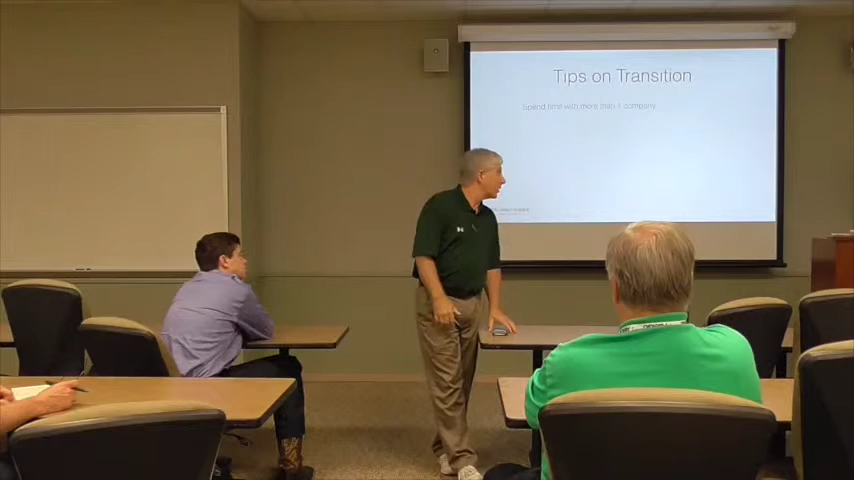 Tips on Transition
Spend time with more than 1 company